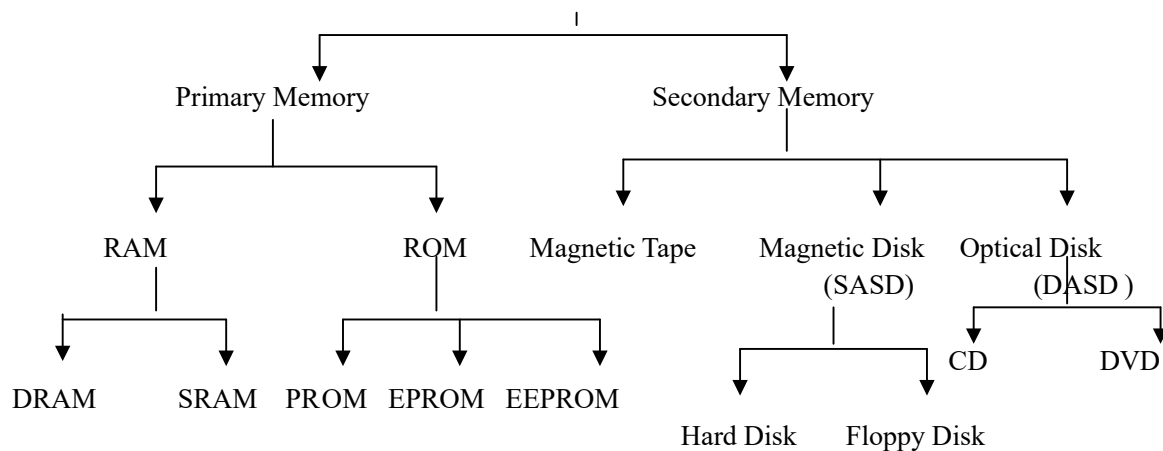 Primary Memory Secondary Memory
RAM ROM Magnetic Tape Magnetic Disk Optical Disk
(SASD) (DASD )
CD DVD
DRAM SRAM PROM EPROM EEPROM
Hard Disk Floppy Disk